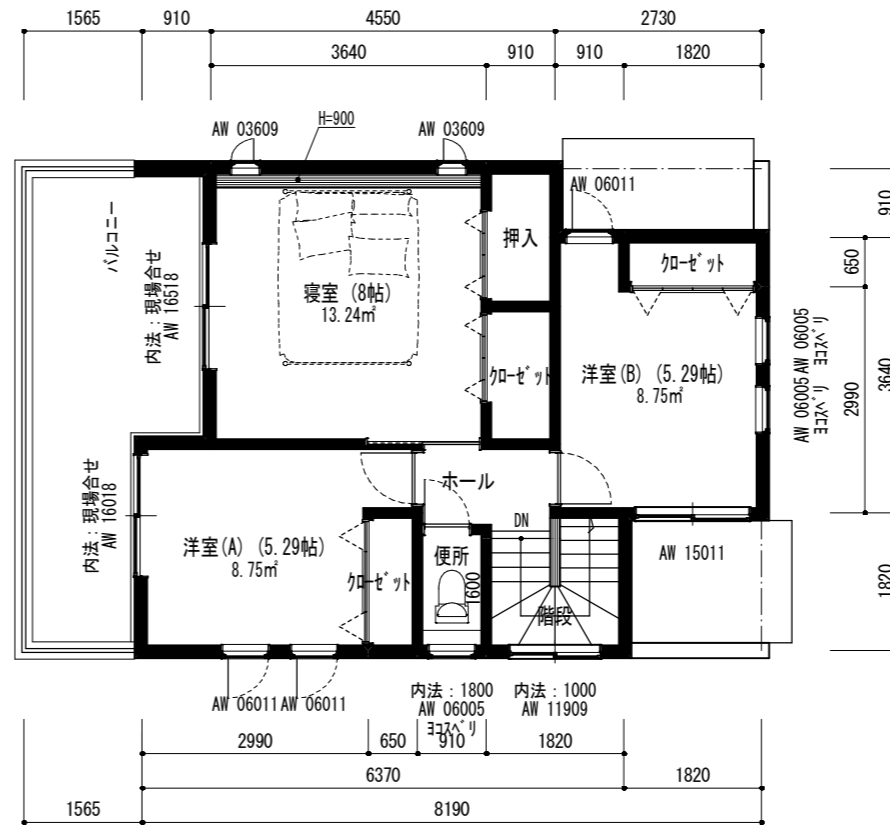 1565
910
4550
2730
3640
910
910
1820
H=900
AW 03609
AW 03609
AW 06011
バルコニー
内法：現場合せ
AW 16518
寝室 (8帖)
13.24㎡
押入
クローゼット
クローゼット
洋室(B) (5.29帖)
8.75㎡
AW 06005
ヨコスベリ
AW 06005
ヨコスベリ
910
650
2990
3640
1820
内法：現場合せ
AW 16018
ホール
洋室(A) (5.29帖)
8.75㎡
クローゼット
便所
1600
DN
階段
AW 15011
AW 06011
AW 06011
内法：1800
AW 06005
ヨコスベリ
内法：1000
AW 11909
2990
650
910
1820
6370
1820
1565
8190